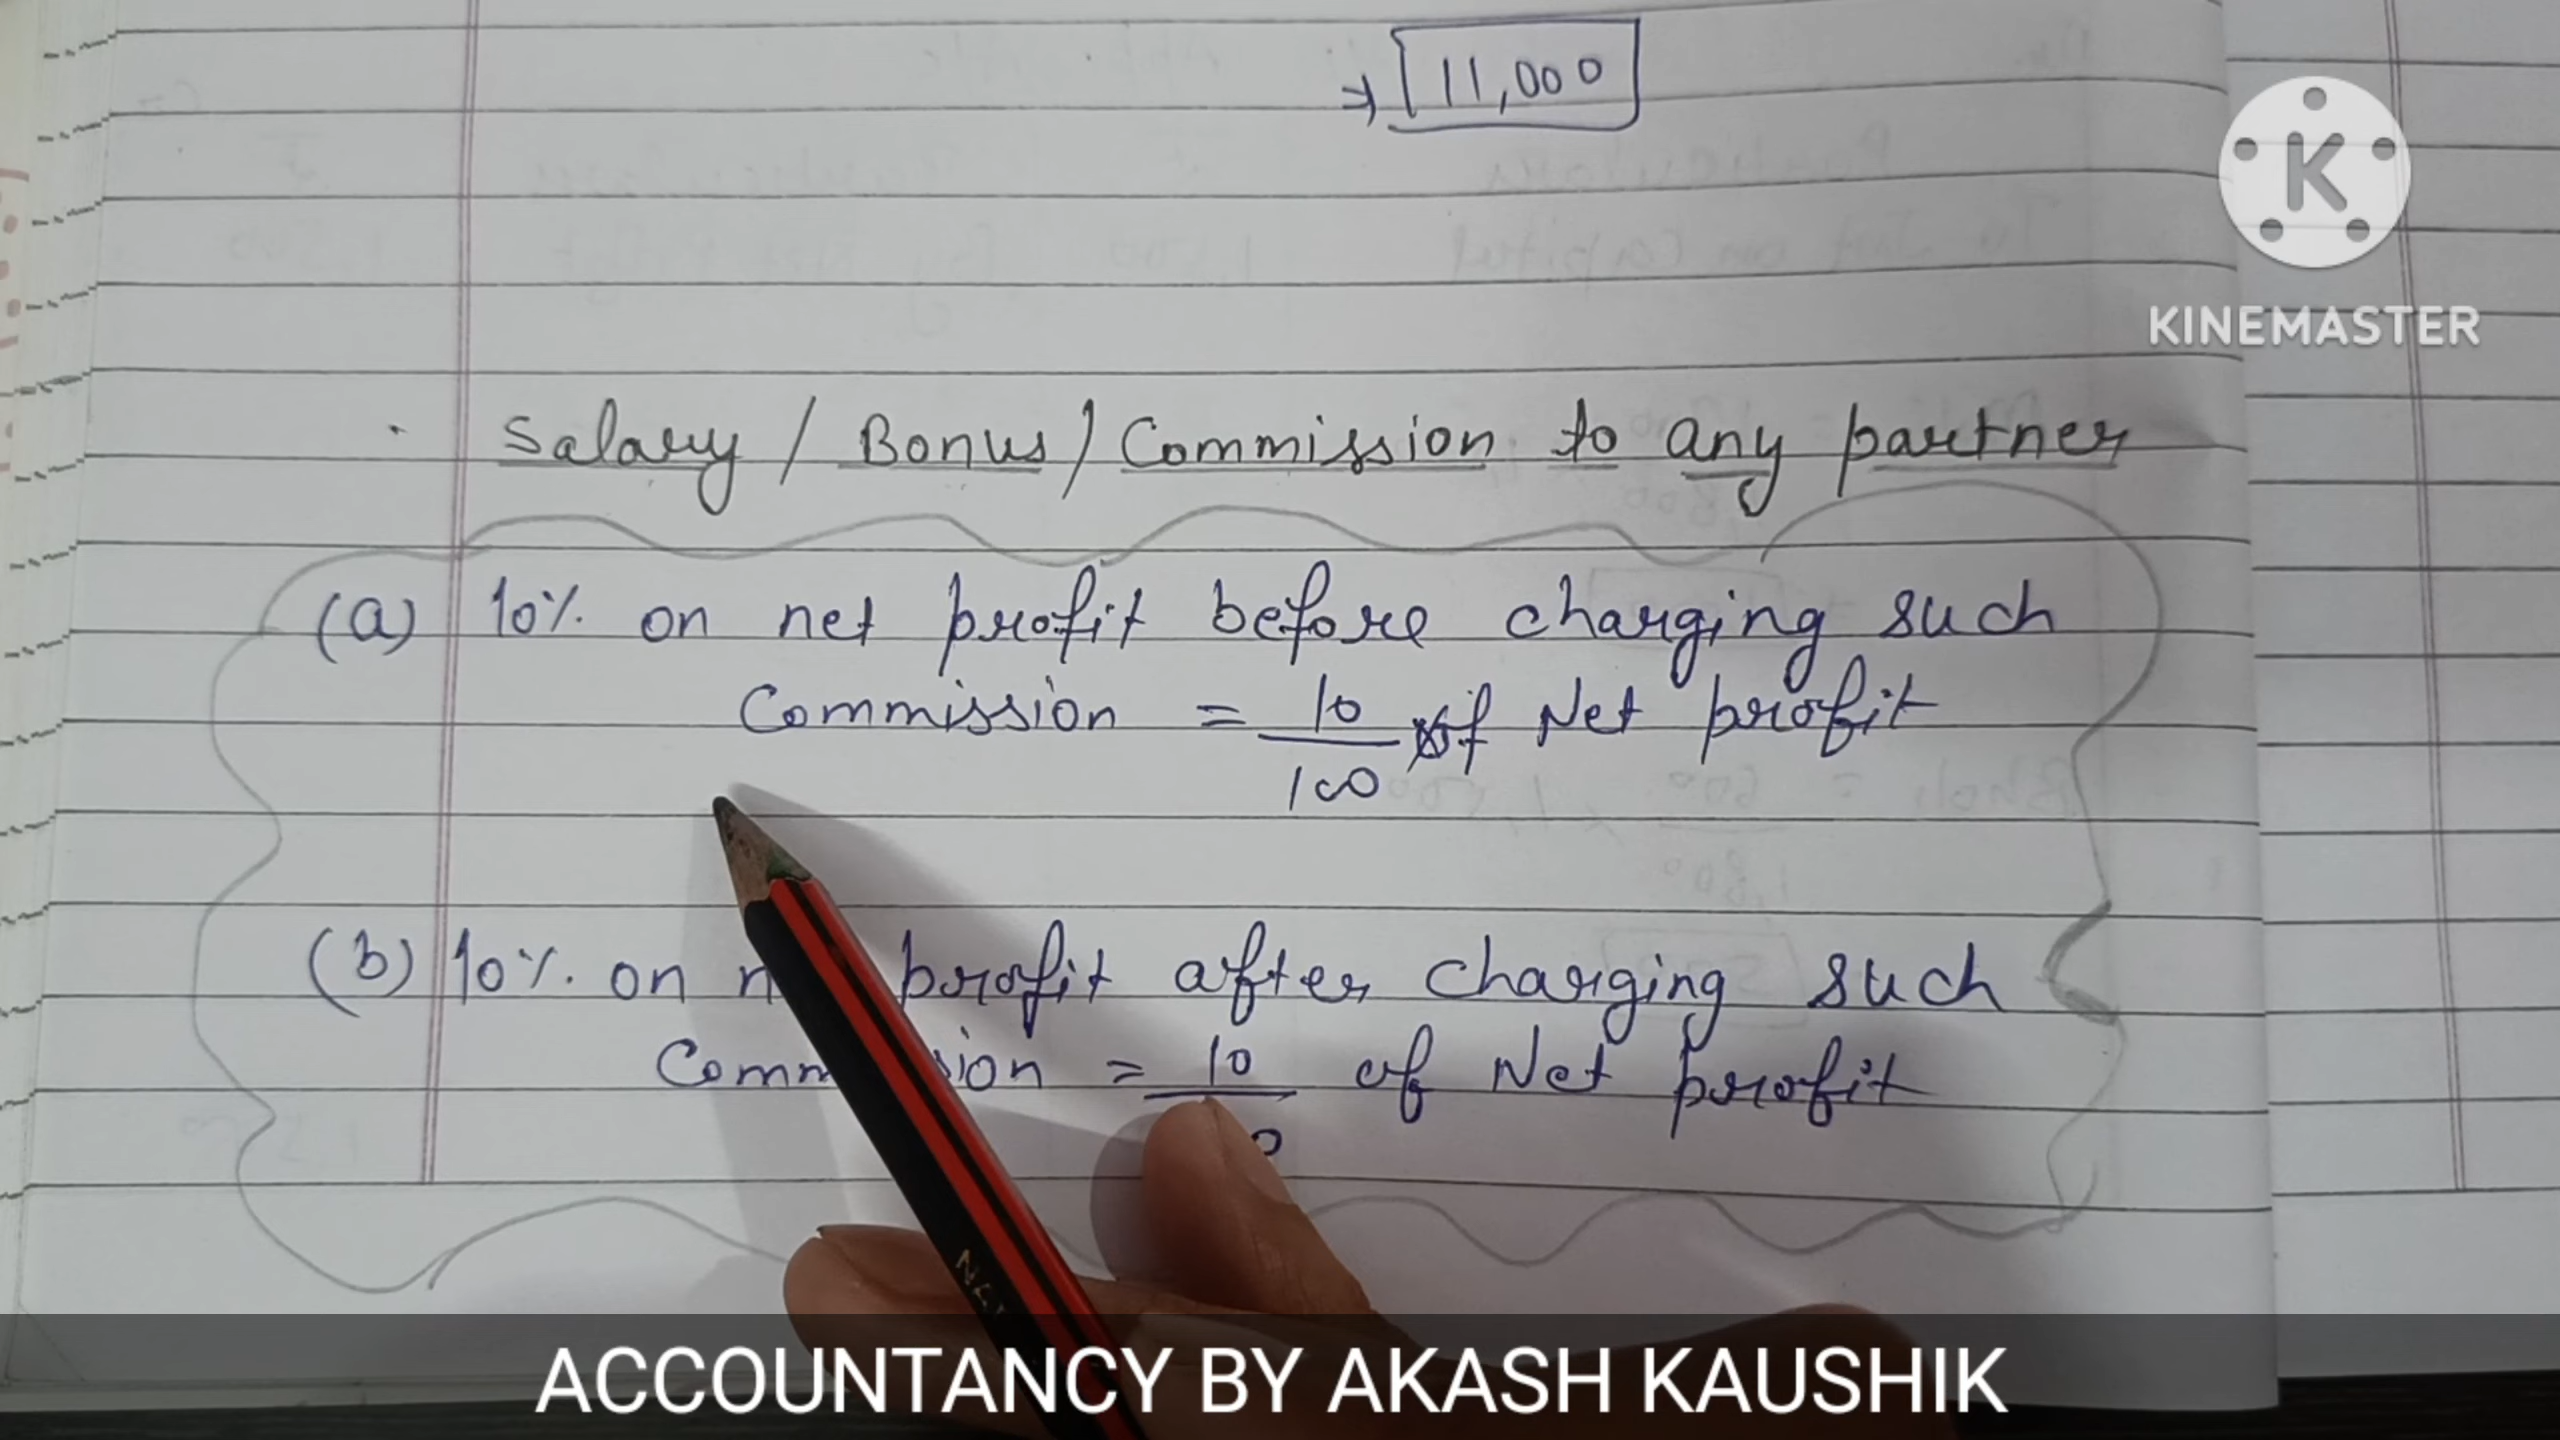 → 11,000
K
KINEMASTER
Salary / Bonus / Commission to any partner
(a) 10% on net profit before charging such
Commission = 10/100 of Net profit
(b) 10% on profit after charging such
= 10 of Net profit
ACCOUNTANCY BY AKASH KAUSHIK